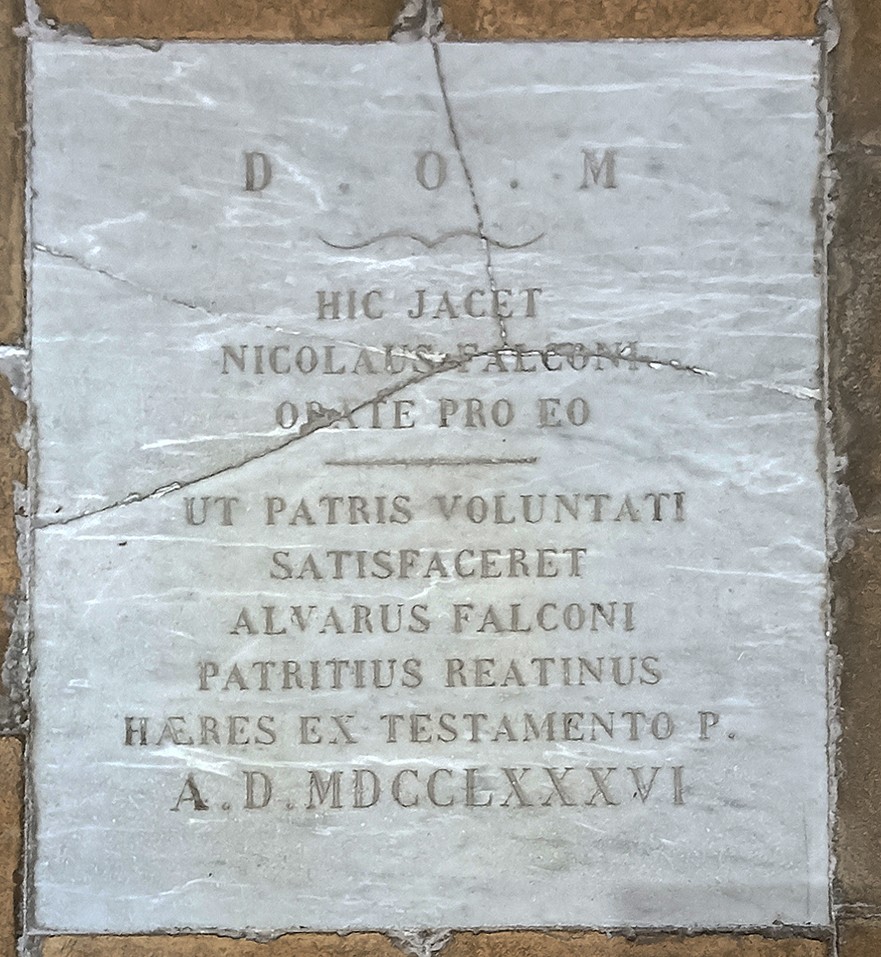 D . O . M
HIC JACET
NICOLAUS FALCONI
ORATE PRO EO
UT PATRIS VOLUNTATI
SATISFACERET
ALVARUS FALCONI
PATRITIUS REATINUS
HÆRES EX TESTAMENTO P.
A.D.MDCCLXXXVI